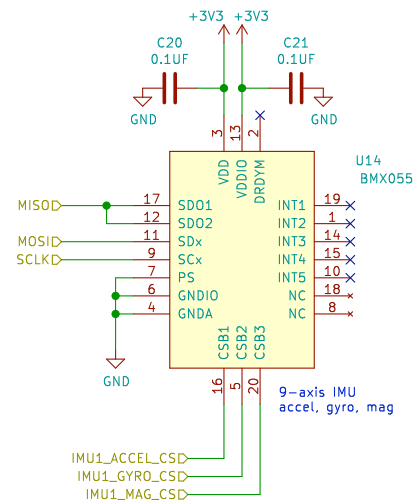 +3V3 +3V3
C20 C21
0.1UF 0.1UF
GND GND
3 13 2
VDD VDDIO DRDYM
U14
BMX055
MISO 17 SDO1 INT1 19
12 SDO2 INT2 1
MOSI 11 SDx INT3 14
SCLK 9 SCx INT4 15
7 PS INT5 10
6 GNDIO NC 18
4 GNDA NC 8
CSB1 CSB2 CSB3
16 5 20
GND
9-axis IMU
accel, gyro, mag
IMU1_ACCEL_CS
IMU1_GYRO_CS
IMU1_MAG_CS